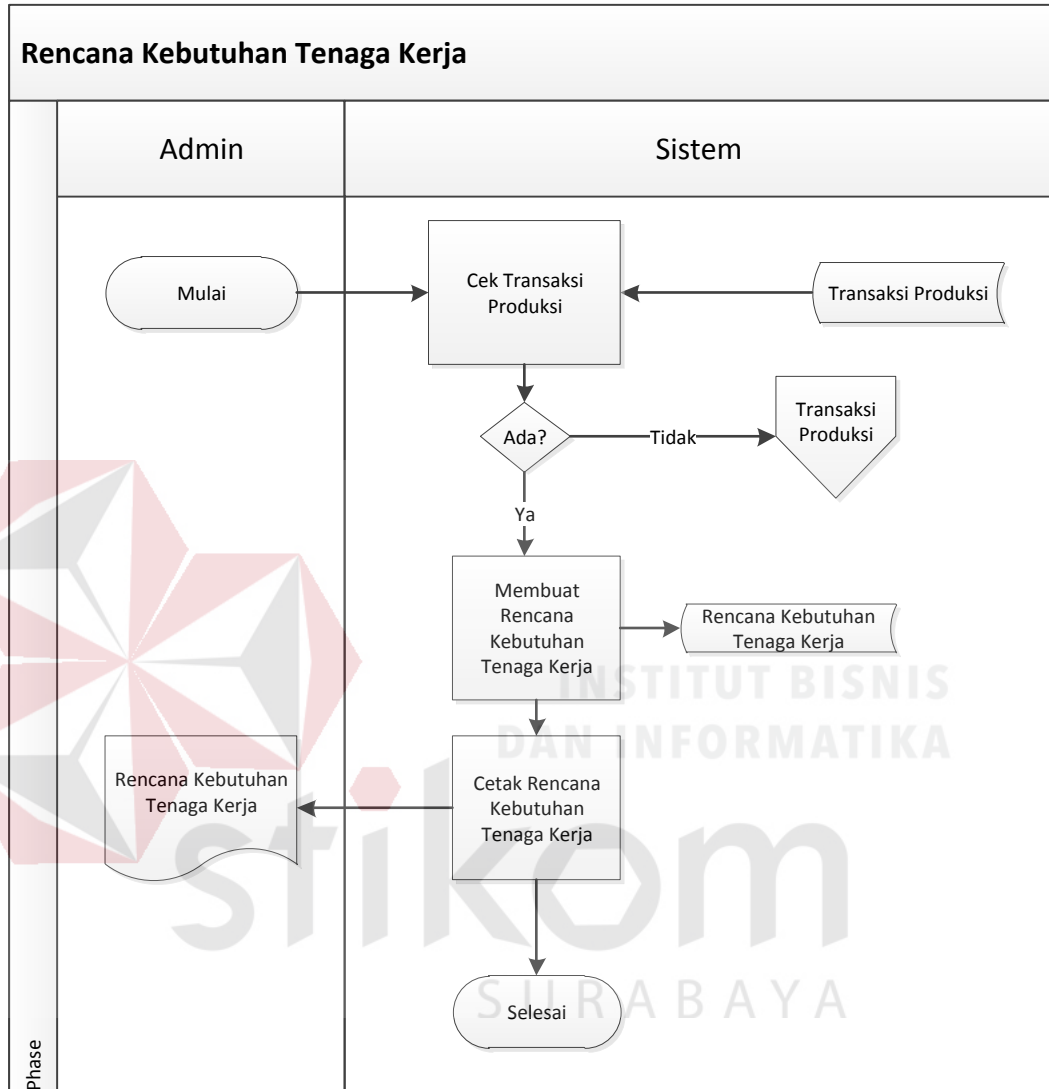 Rencana Kebutuhan Tenaga Kerja
Admin
Sistem
Mulai
Cek Transaksi
Produksi
Transaksi Produksi
Ada?
Tidak
Transaksi
Produksi
Ya
Membuat
Rencana
Kebutuhan
Tenaga Kerja
Rencana Kebutuhan
Tenaga Kerja
INSTITUT BISNIS
DAN INFORMATIKA
Rencana Kebutuhan
Tenaga Kerja
Cetak Rencana
Kebutuhan
Tenaga Kerja
stikom
SURABAYA
Selesai
Phase